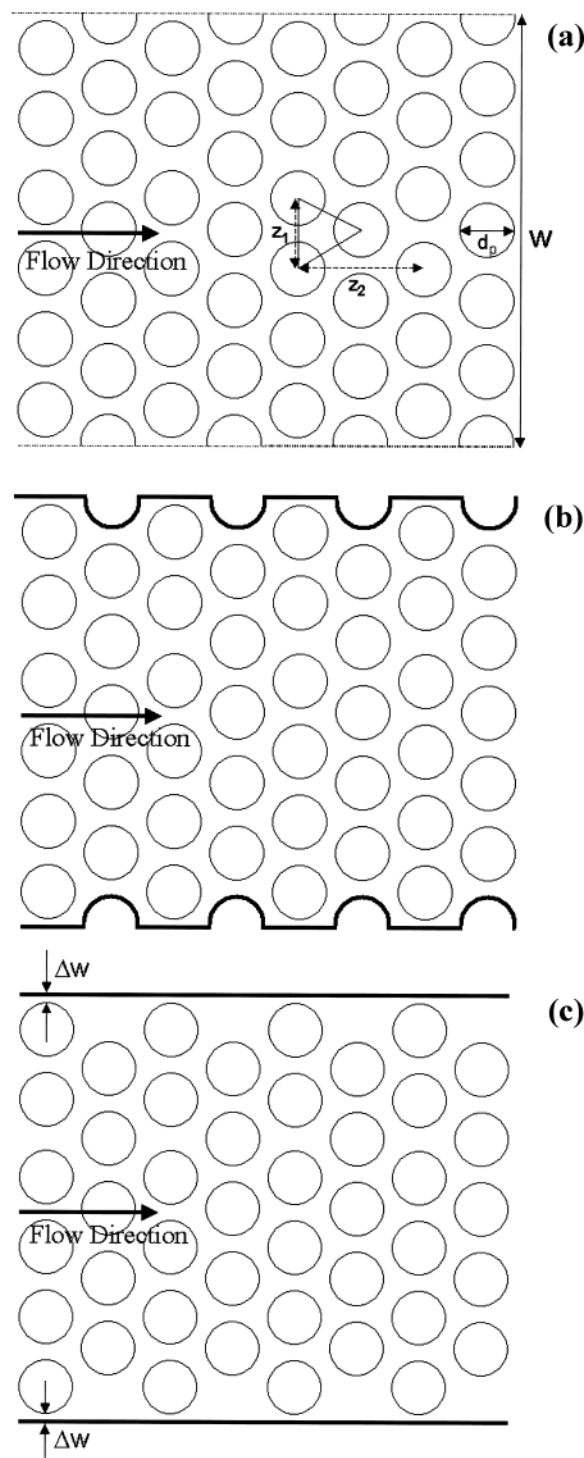 (a)
z1
z2
dp
W
Flow Direction
(b)
Flow Direction
ΔW
(c)
Flow Direction
ΔW